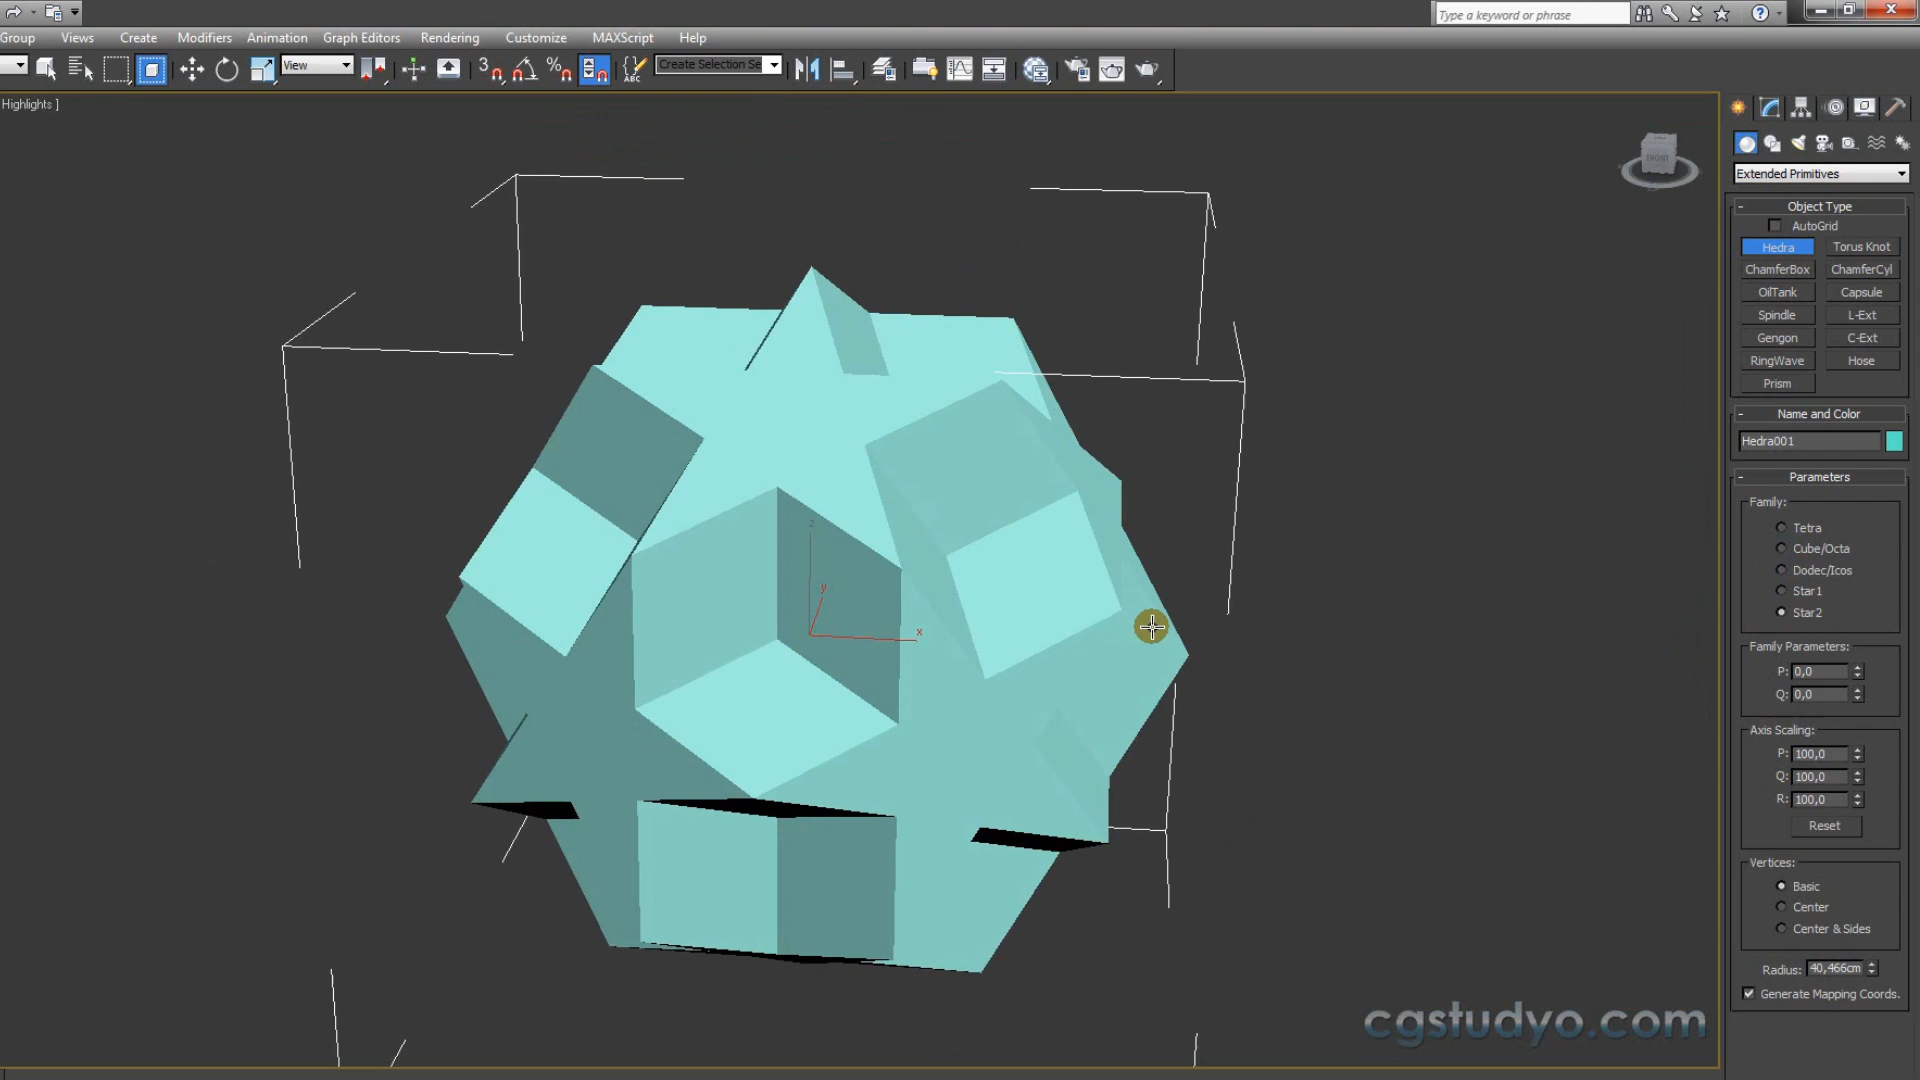 Type a keyword or phrase
Group Views Create Modifiers Animation Graph Editors Rendering Customize MAXScript Help
View
3
%
ABC
Create Selection Se
Highlights ]
FRONT
Extended Primitives
- Object Type
AutoGrid
Hedra Torus Knot
ChamferBox ChamferCyl
OilTank Capsule
Spindle L-Ext
Gengon C-Ext
RingWave Hose
Prism
- Name and Color
Hedra001
- Parameters
Family:
Tetra
Cube/Octa
Dodec/Icos
Star1
Star2
Family Parameters:
P: 0,0
Q: 0,0
Axis Scaling:
P: 100,0
Q: 100,0
R: 100,0
Reset
Vertices:
Basic
Center
Center & Sides
Radius: 40,466cm
Generate Mapping Coords.
z
y
x
cgstudyo.com